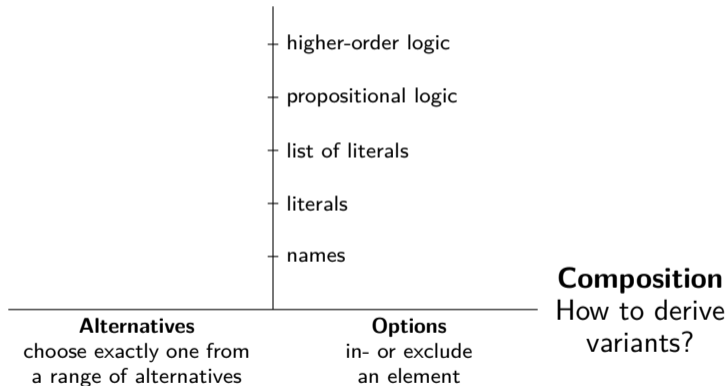 higher-order logic
propositional logic
list of literals
literals
names
Alternatives
choose exactly one from
a range of alternatives
Options
in- or exclude
an element
Composition
How to derive
variants?